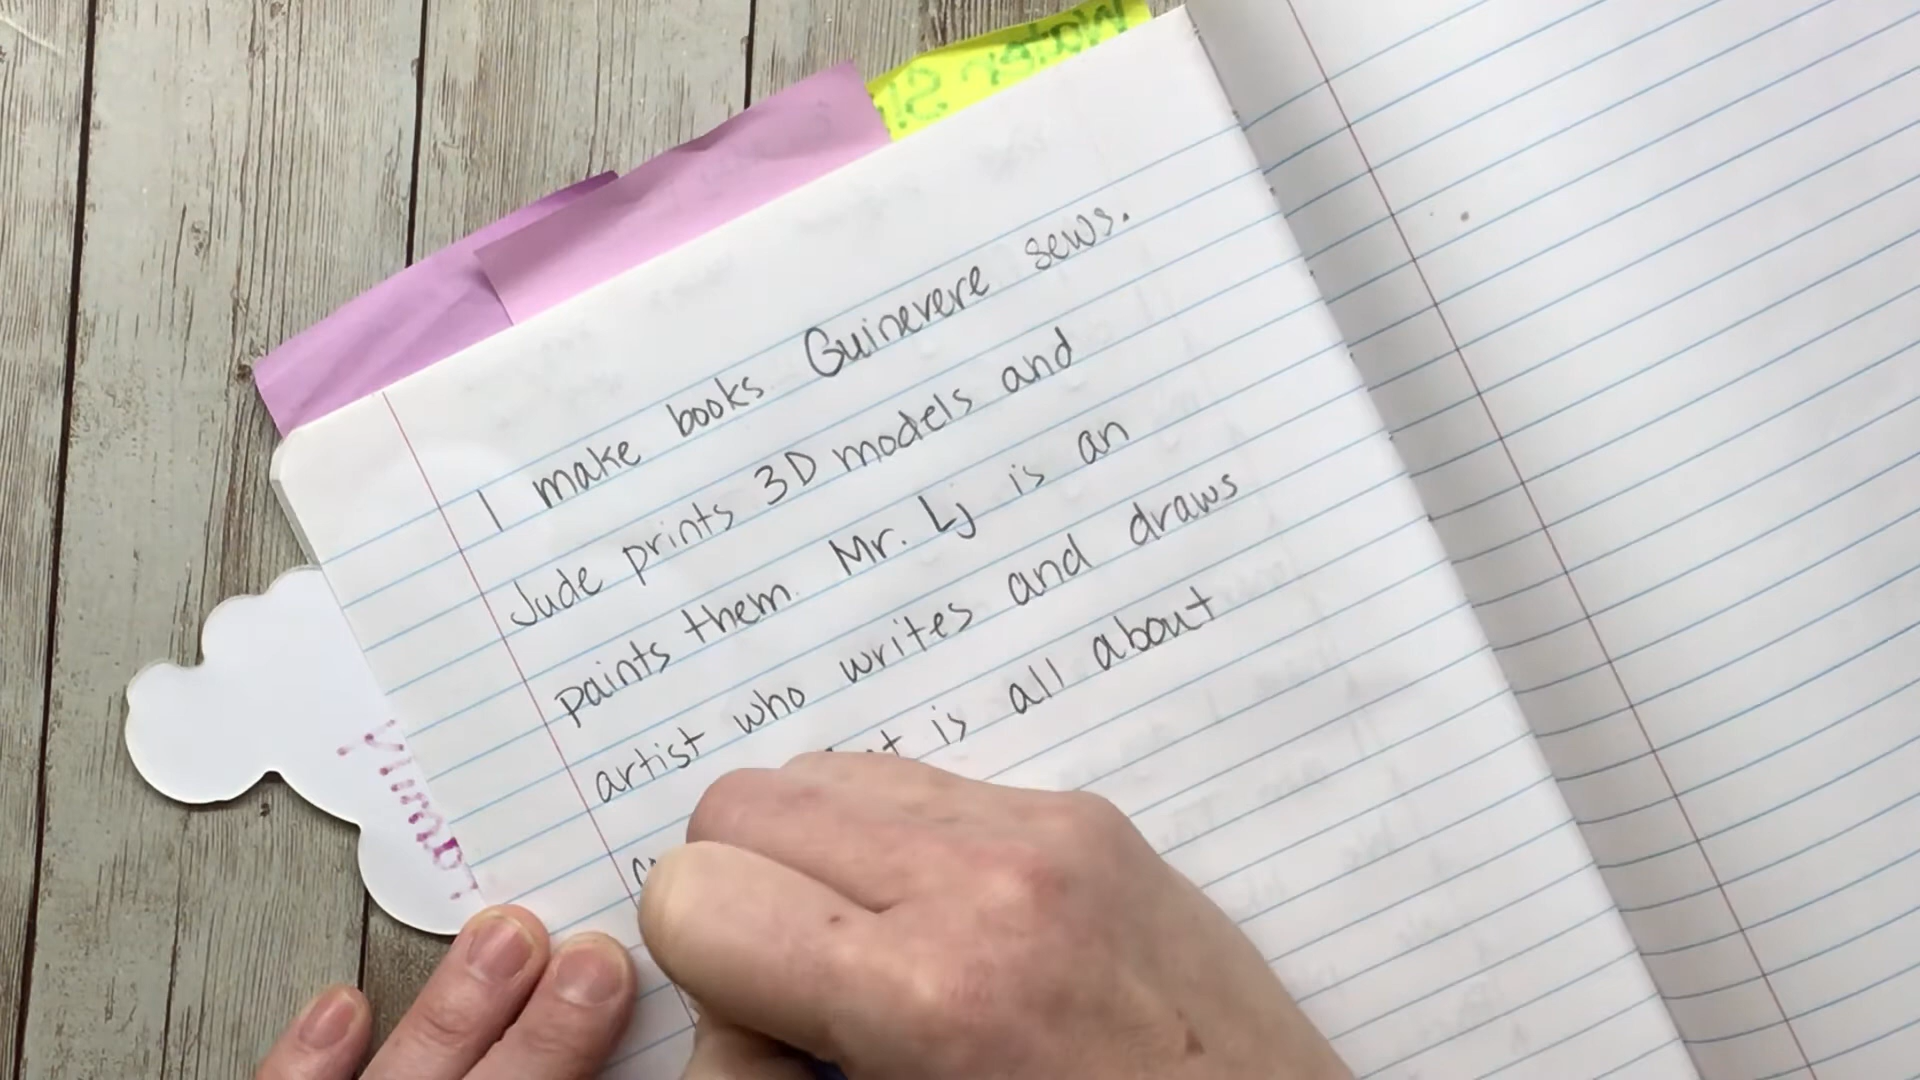 I make books. Guinevere sews.
Jude prints 3D models and
paints them. Mr. Lj is an
artist who writes and draws
is all about
Water